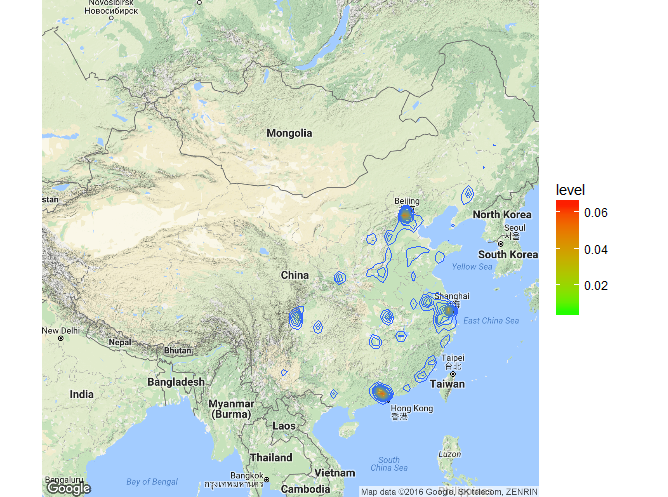 Novosibirsk
Новосибирск
Mongolia
level
0.06
0.04
0.02
stan
Beijing
North Korea
Seoul
서울
South Korea
Yellow Sea
China
Shanghai
East China Sea
New Delhi
Nepal
Bhutan
India
Bangladesh
Myanmar
(Burma)
Taipei
台北
Taiwan
Hong Kong
香港
Laos
Thailand
Vietnam
Cambodia
Bangkok
กรุงเทพมหานคร
South
China Sea
Luzon
Bay of Bengal
Bengaluru
Google
Map data ©2016 Google, SK telecom, ZENRIN